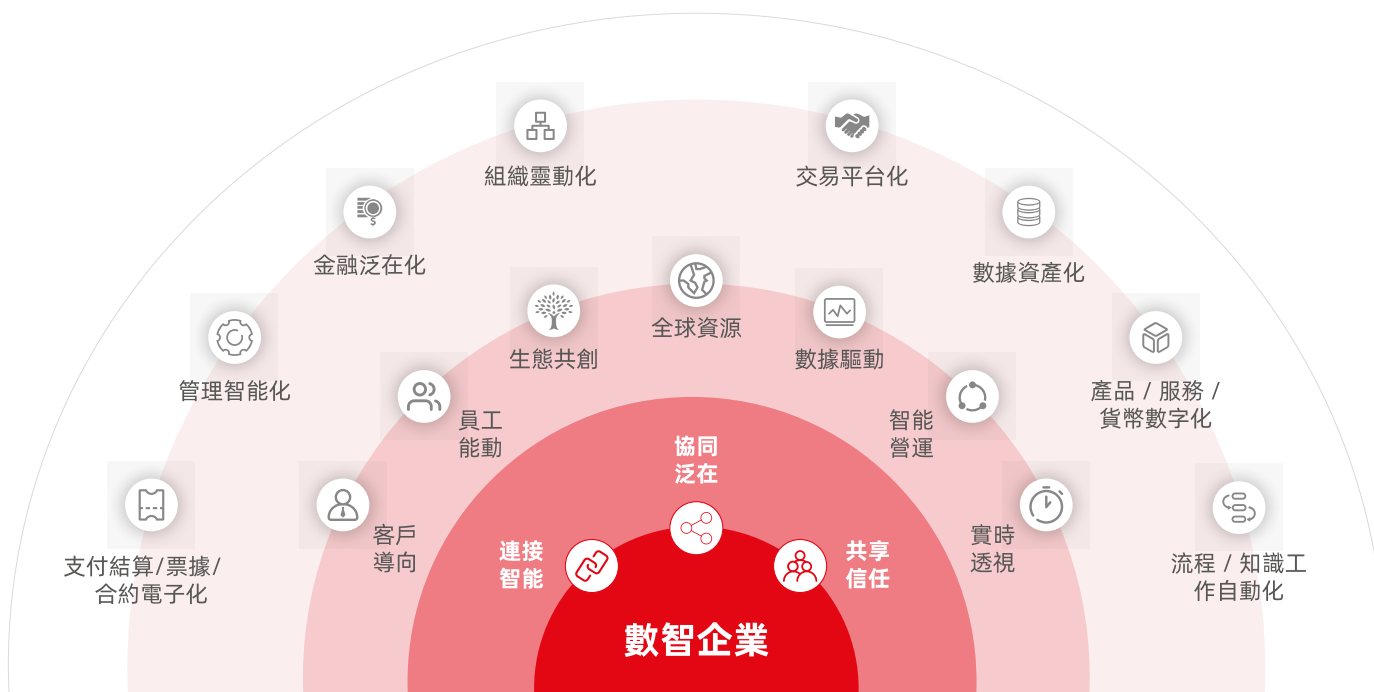 組織靈動化
交易平台化
金融泛在化
數據資產化
全球資源
生態共創
數據驅動
管理智能化
產品 / 服務 /
貨幣數字化
員工
能動
智能
營運
協同
泛在
客戶
導向
實時
透視
連接
智能
共享
信任
支付結算/票據/
合約電子化
流程 / 知識工
作自動化
數智企業